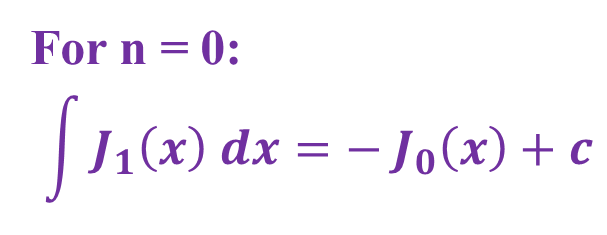 For n = 0:
∫ J₁(x) dx = − J₀(x) + c